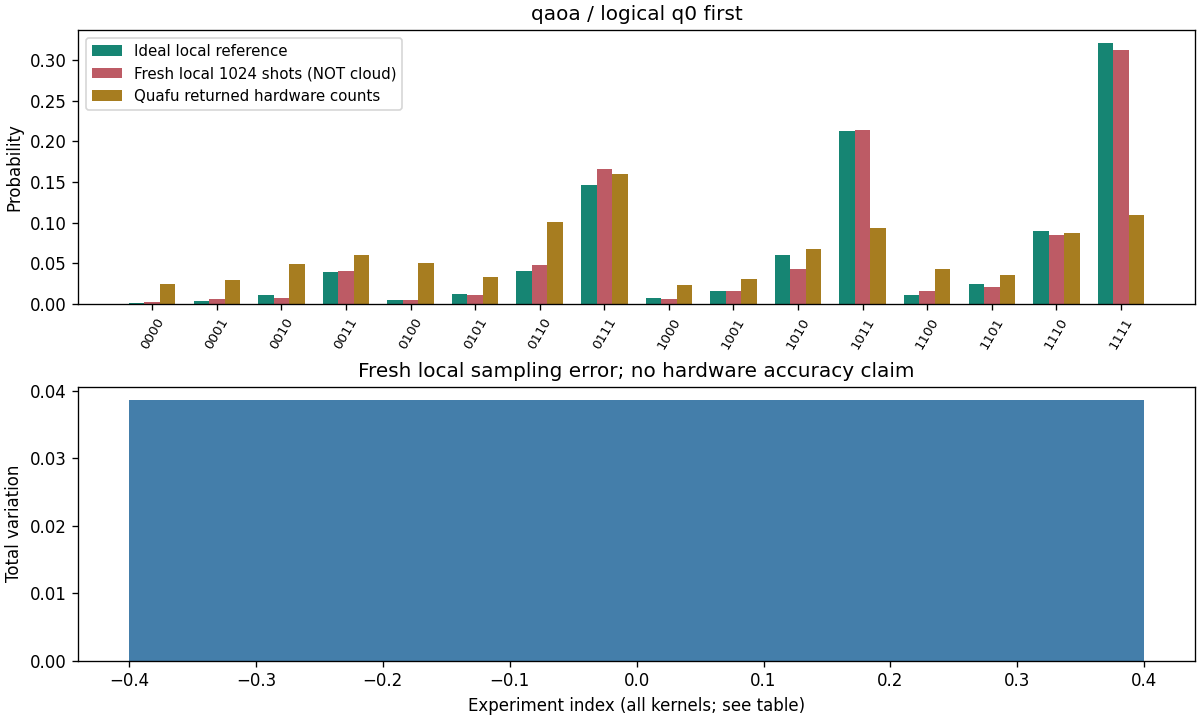 qaoa / logical q0 first
Ideal local reference
Fresh local 1024 shots (NOT cloud)
Quafu returned hardware counts
Probability
0.30
0.25
0.20
0.15
0.10
0.05
0.00
0000 0001 0010 0011 0100 0101 0110 0111 1000 1001 1010 1011 1100 1101 1110 1111
Fresh local sampling error; no hardware accuracy claim
Total variation
0.04
0.03
0.02
0.01
0.00
−0.4 −0.3 −0.2 −0.1 0.0 0.1 0.2 0.3 0.4
Experiment index (all kernels; see table)